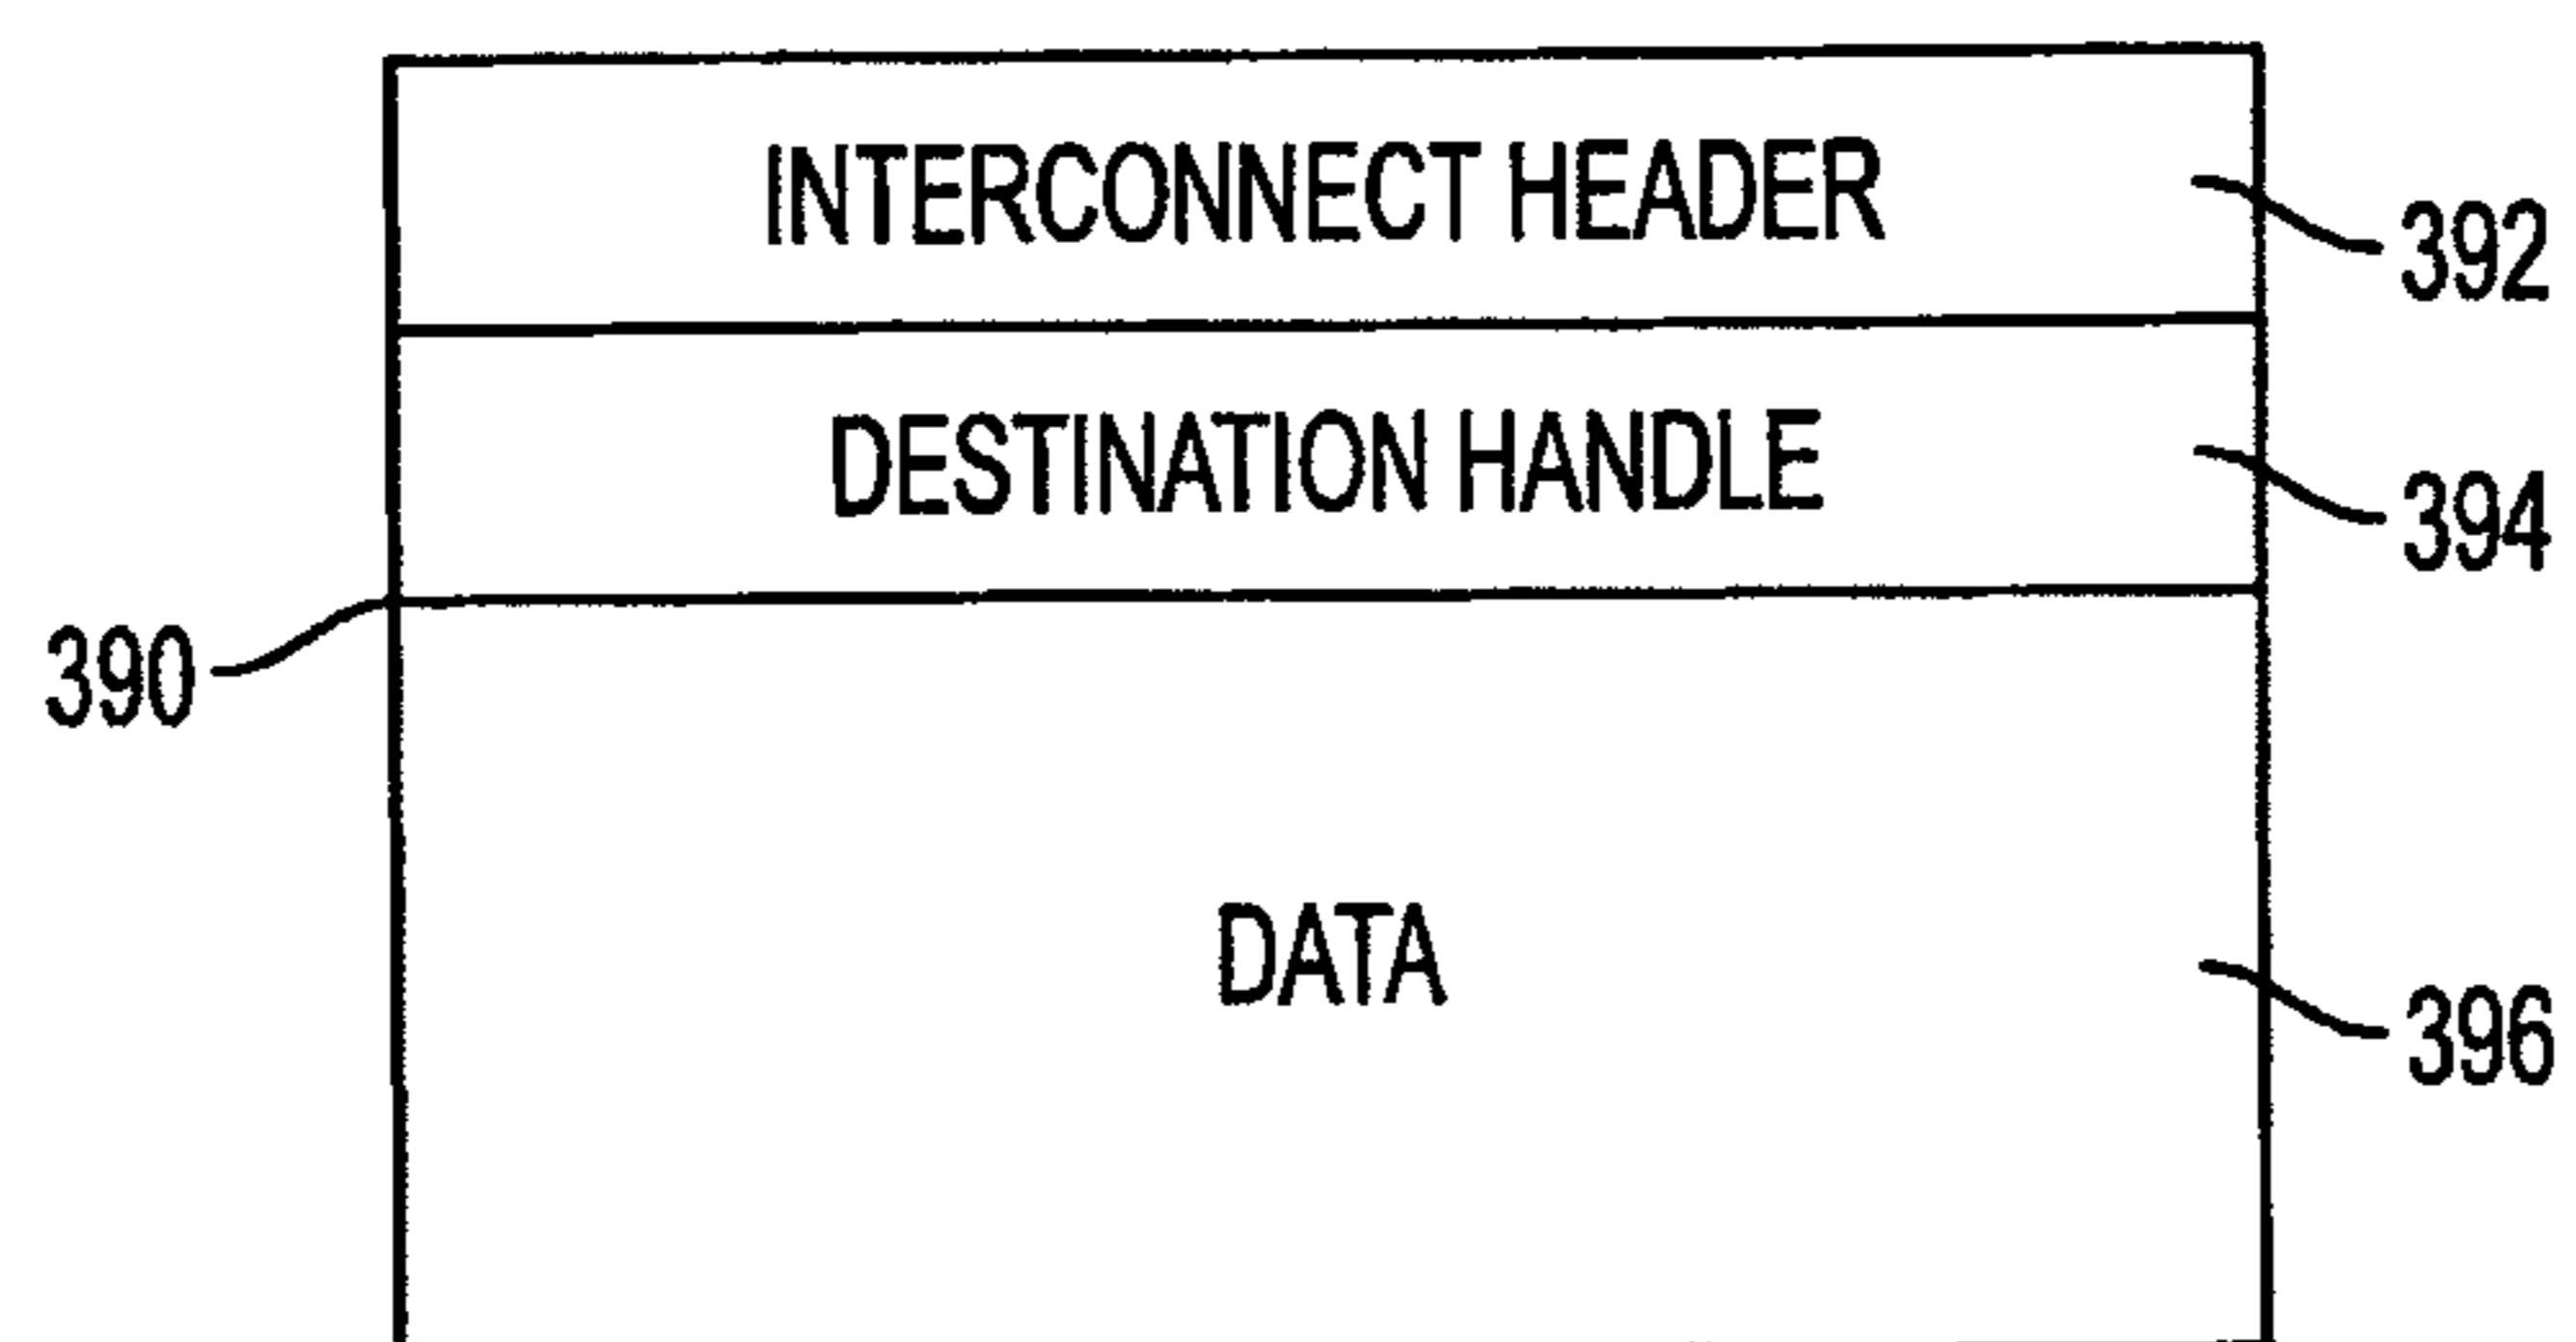 INTERCONNECT HEADER
392
DESTINATION HANDLE
394
390
DATA
396